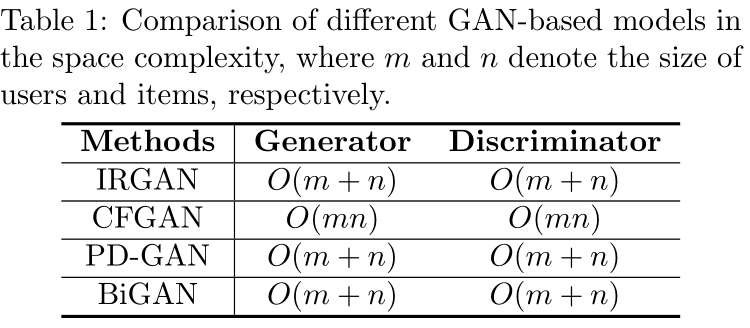 Table 1: Comparison of different GAN-based models in
the space complexity, where m and n denote the size of
users and items, respectively.
Methods Generator Discriminator
IRGAN O(m + n) O(m + n)
CFGAN O(mn) O(mn)
PD-GAN O(m + n) O(m + n)
BiGAN O(m + n) O(m + n)